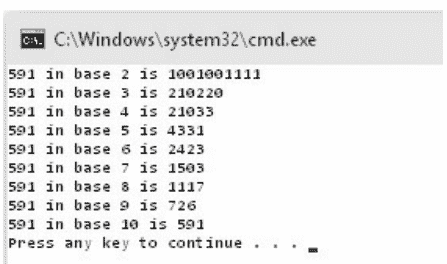 C:\Windows\system32\cmd.exe
591 in base 2 is 1001001111
591 in base 3 is 210220
591 in base 4 is 21033
591 in base 5 is 4331
591 in base 6 is 2423
591 in base 7 is 1503
591 in base 8 is 1117
591 in base 9 is 726
591 in base 10 is 591
Press any key to continue . . .